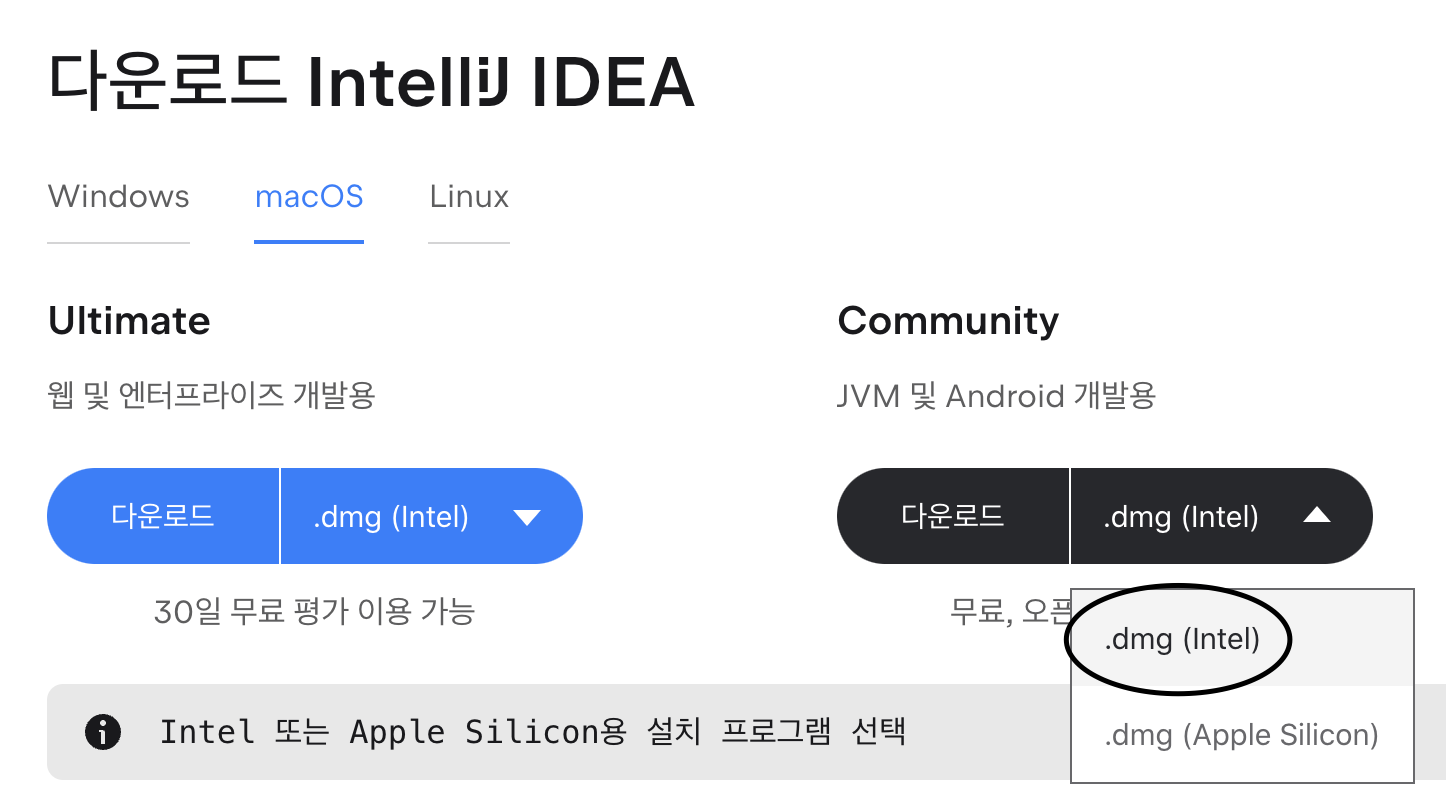 다운로드 IntelliJ IDEA
Windows macOS Linux
Ultimate
웹 및 엔터프라이즈 개발용
다운로드 .dmg (Intel)
30일 무료 평가 이용 가능
Community
JVM 및 Android 개발용
다운로드 .dmg (Intel)
무료,
.dmg (Intel)
.dmg (Apple Silicon)
Intel 또는 Apple Silicon용 설치 프로그램 선택